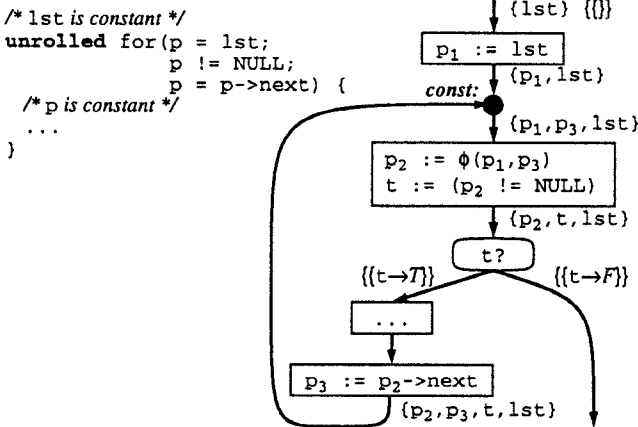 /* lst is constant */
unrolled for(p = lst;
p != NULL;
p = p->next) {
/* p is constant */
...
}
{lst} {{}}
p₁ := lst
{p₁,lst}
const:
{p₁,p₃,lst}
p₂ := ϕ(p₁,p₃)
t := (p₂ != NULL)
{p₂,t,lst}
t?
{{t→T}} {{t→F}}
...
p₃ := p₂->next
{p₂,p₃,t,lst}